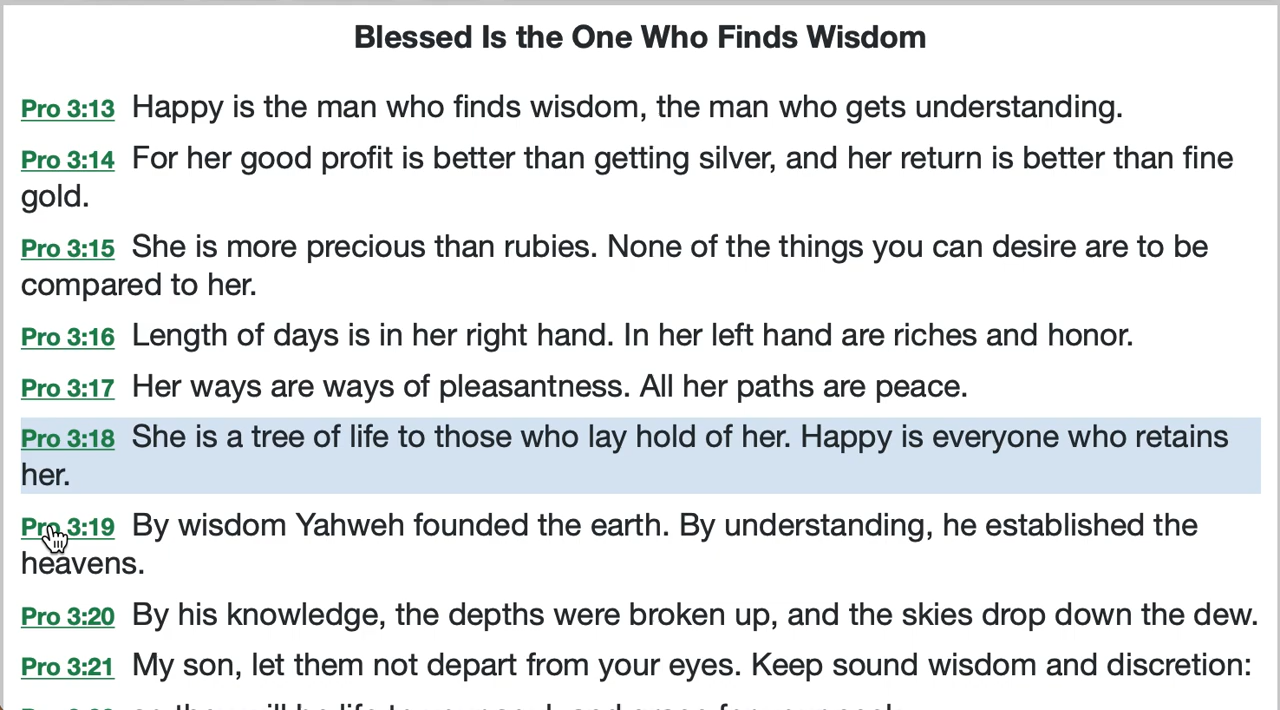 Blessed Is the One Who Finds Wisdom
Pro 3:13 Happy is the man who finds wisdom, the man who gets understanding.
Pro 3:14 For her good profit is better than getting silver, and her return is better than fine
gold.
Pro 3:15 She is more precious than rubies. None of the things you can desire are to be
compared to her.
Pro 3:16 Length of days is in her right hand. In her left hand are riches and honor.
Pro 3:17 Her ways are ways of pleasantness. All her paths are peace.
Pro 3:18 She is a tree of life to those who lay hold of her. Happy is everyone who retains
her.
Pro 3:19 By wisdom Yahweh founded the earth. By understanding, he established the
heavens.
Pro 3:20 By his knowledge, the depths were broken up, and the skies drop down the dew.
Pro 3:21 My son, let them not depart from your eyes. Keep sound wisdom and discretion: